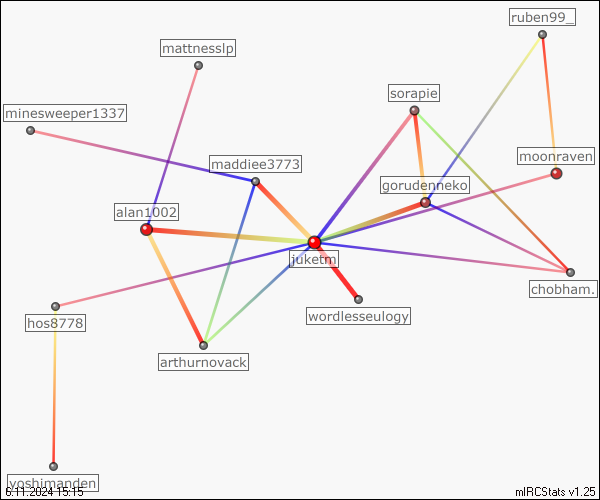 ruben99_
mattnesslp
sorapie
minesweeper1337
moonraven
maddiee3773
gorudenneko
alan1002
juketm
chobham.
wordlesseulogy
hos8778
arthurnovack
yoshimanden
6.11.2024 15:15
mIRCStats v1.25